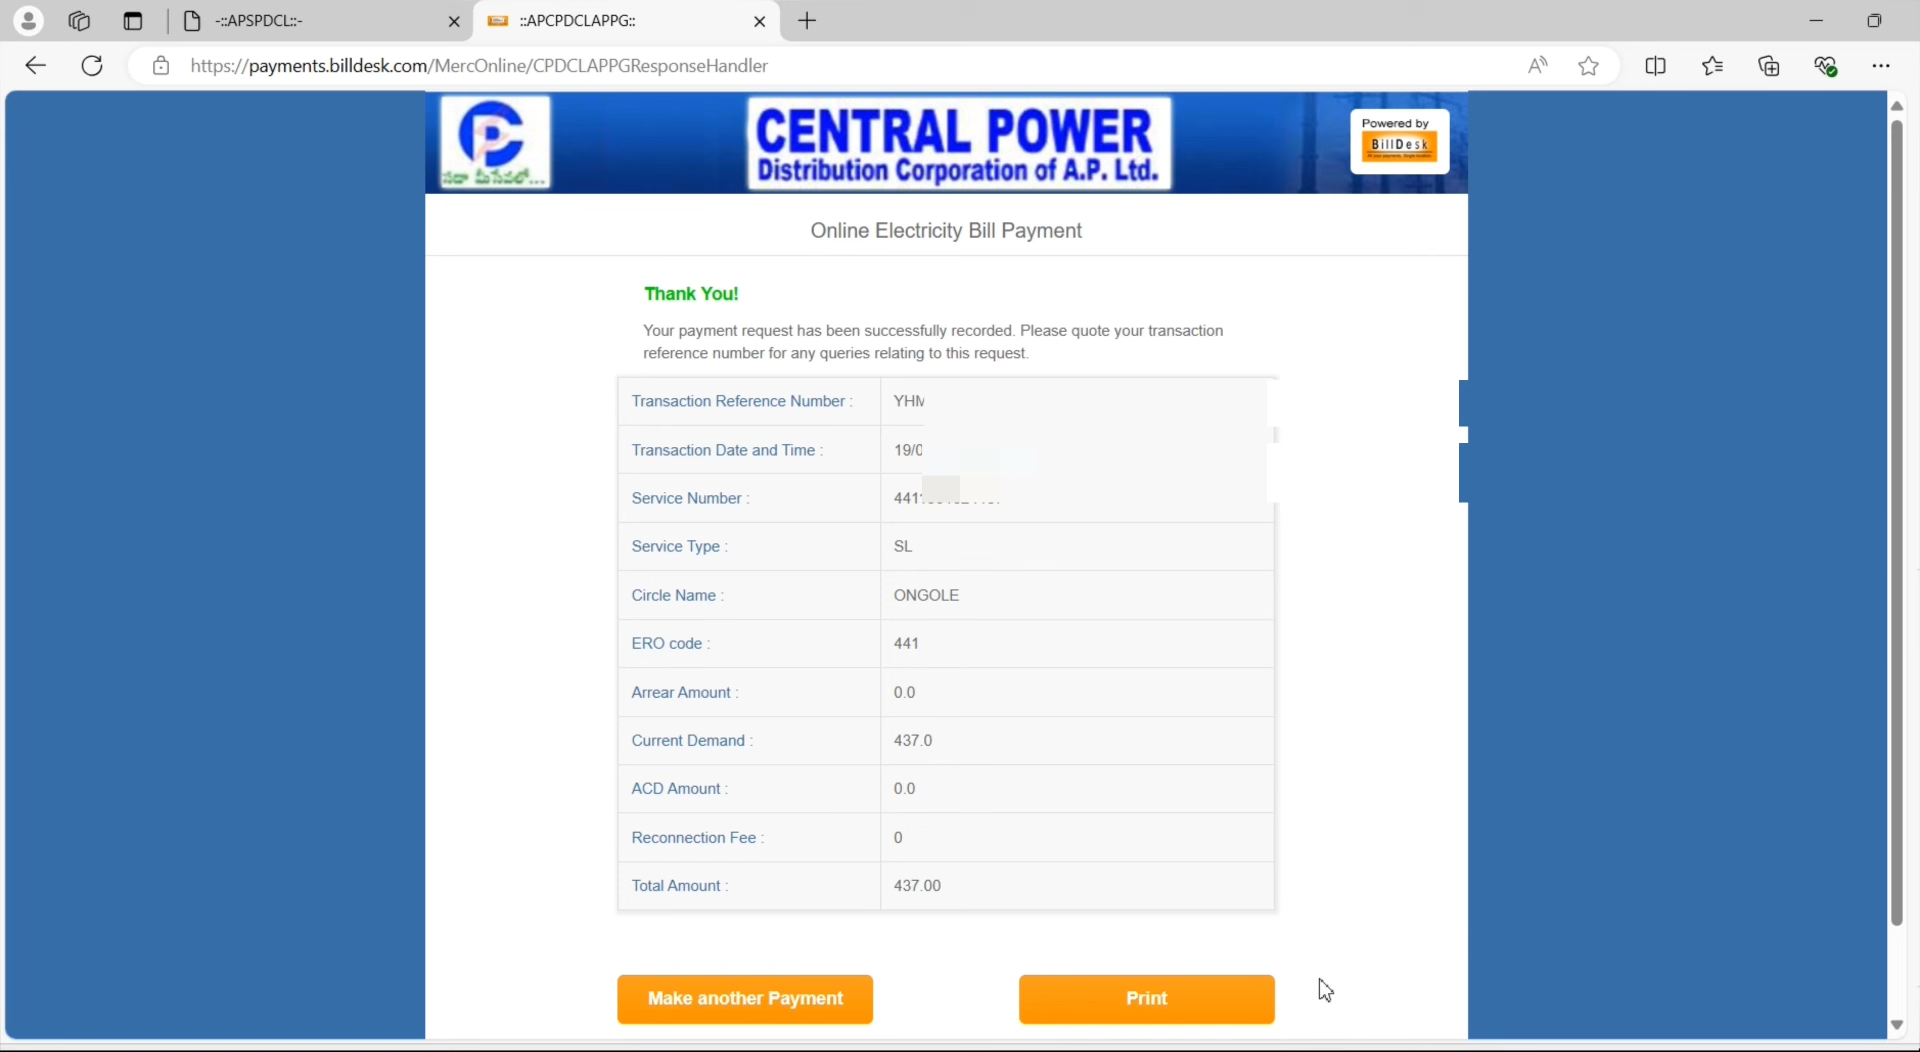 -::APSPDCL::-
::APCPDCLAPPG::
https://payments.billdesk.com/MercOnline/CPDCLAPPGResponseHandler
CENTRAL POWER
Distribution Corporation of A.P. Ltd.
Powered by
BillDesk
Online Electricity Bill Payment
Thank You!
Your payment request has been successfully recorded. Please quote your transaction
reference number for any queries relating to this request.
Transaction Reference Number : YHM
Transaction Date and Time : 19/0
Service Number : 441
Service Type : SL
Circle Name : ONGOLE
ERO code : 441
Arrear Amount : 0.0
Current Demand : 437.0
ACD Amount : 0.0
Reconnection Fee : 0
Total Amount : 437.00
Make another Payment
Print